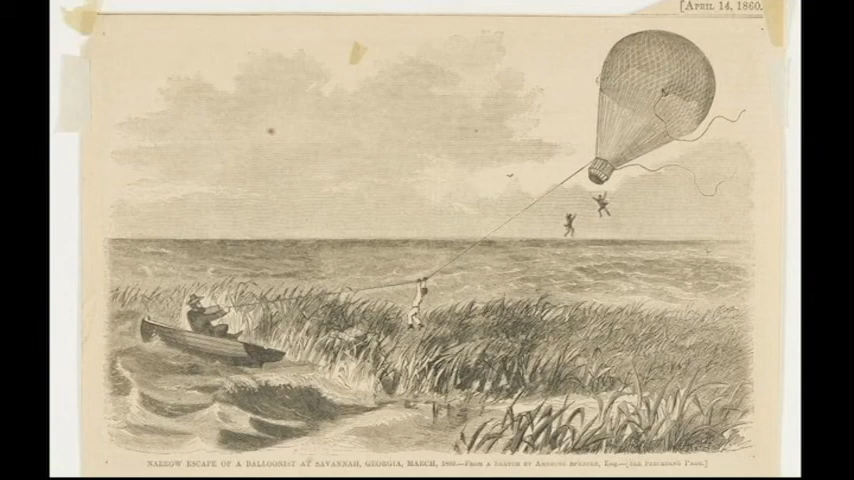 [APRIL 14, 1860.
NARROW ESCAPE OF A BALLOONIST AT SAVANNAH, GEORGIA, MARCH, 1860.—FROM A SKETCH BY AMBROSE SPENCER, ESQ.—[SEE PRECEDING PAGE.]